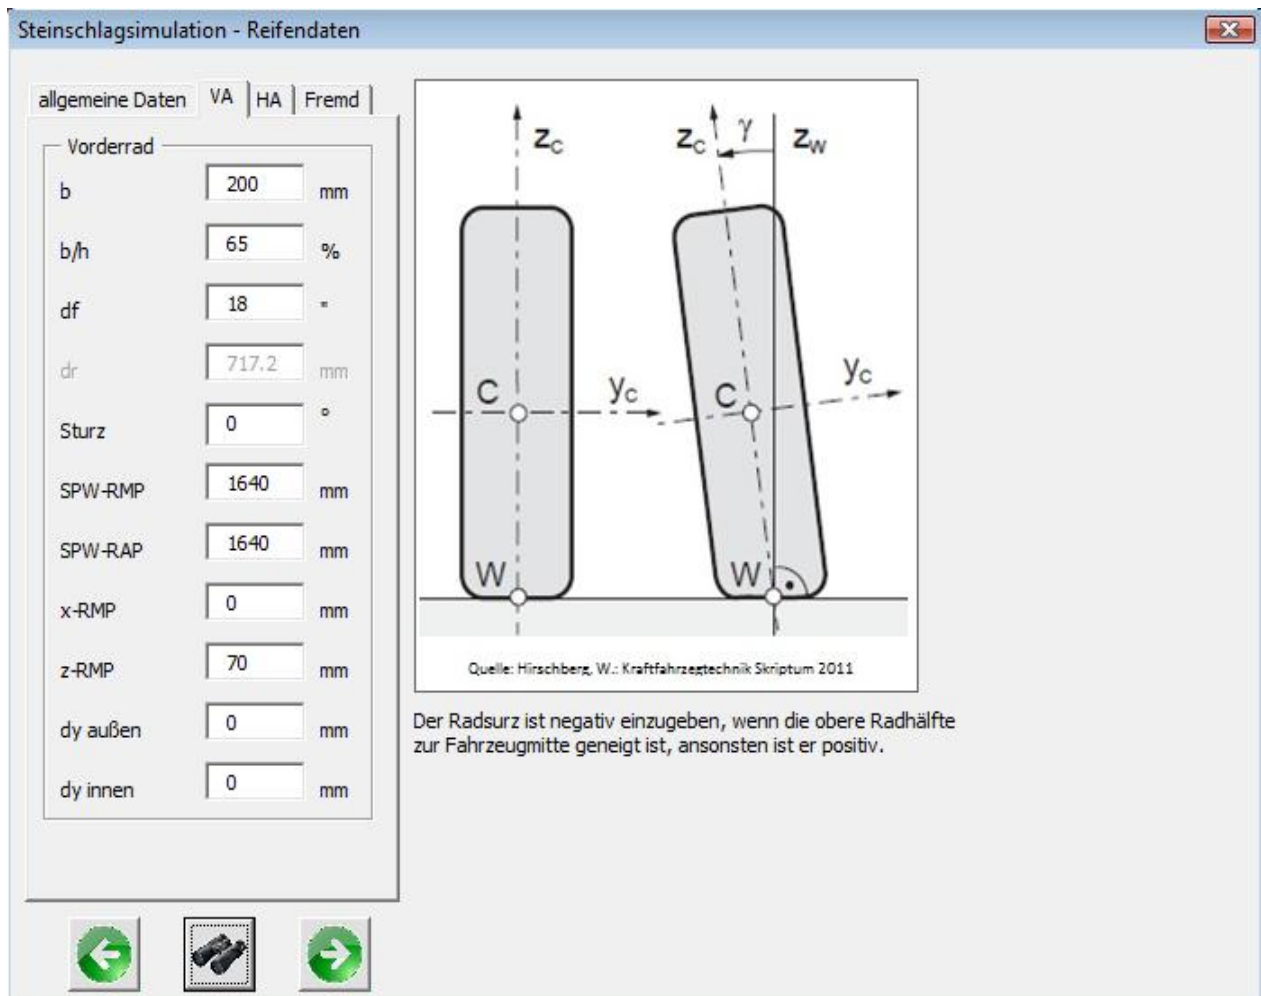 Steinschlagsimulation - Reifendaten
allgemeine Daten VA HA Fremd
Vorderrad
b 200 mm
b/h 65 %
df 18 "
dr 717.2 mm
Sturz 0 °
SPW-RMP 1640 mm
SPW-RAP 1640 mm
x-RMP 0 mm
z-RMP 70 mm
dy außen 0 mm
dy innen 0 mm
zC
zC γ zW
C yC
C yC
W
W
Quelle: Hirschberg, W.: Kraftfahrzegtechnik Skriptum 2011
Der Radsurz ist negativ einzugeben, wenn die obere Radhälfte
zur Fahrzeugmitte geneigt ist, ansonsten ist er positiv.